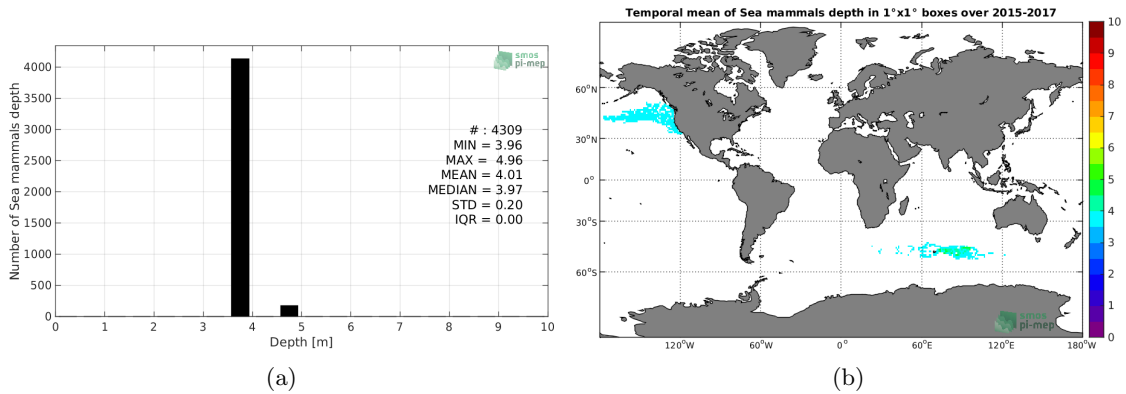 smos
pi-mep
Number of Sea mammals depth
4000
3500
3000
2500
2000
1500
1000
500
0
# : 4309
MIN = 3.96
MAX = 4.96
MEAN = 4.01
MEDIAN = 3.97
STD = 0.20
IQR = 0.00
0 1 2 3 4 5 6 7 8 9 10
Depth [m]
(a)
Temporal mean of Sea mammals depth in 1°x1° boxes over 2015-2017
60°N
30°N
0°
30°S
60°S
120°W 60°W 0° 60°E 120°E 180°W
smos
pi-mep
10
9
8
7
6
5
4
3
2
1
0
(b)